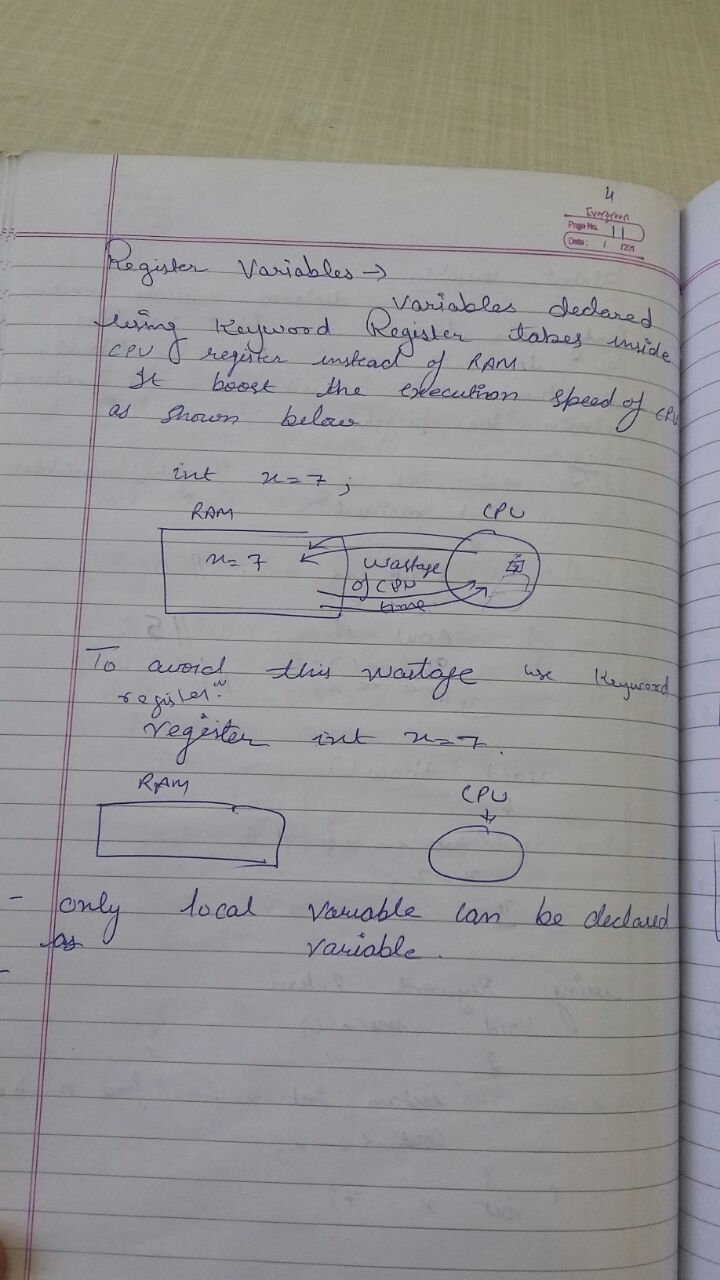 4
Evergreen
Page No. 11
Date: / /201
Register Variables →
Variables declared
using Keyword Register takes inside
CPU register instead of RAM
It boost the execution speed of CPU
as shown below
int x=7;
RAM CPU
x=7
wastage
of CPU
time
To avoid this wastage use Keyword
register."
register int x=7.
RAM CPU
- only local variable can be declared
as variable.
-